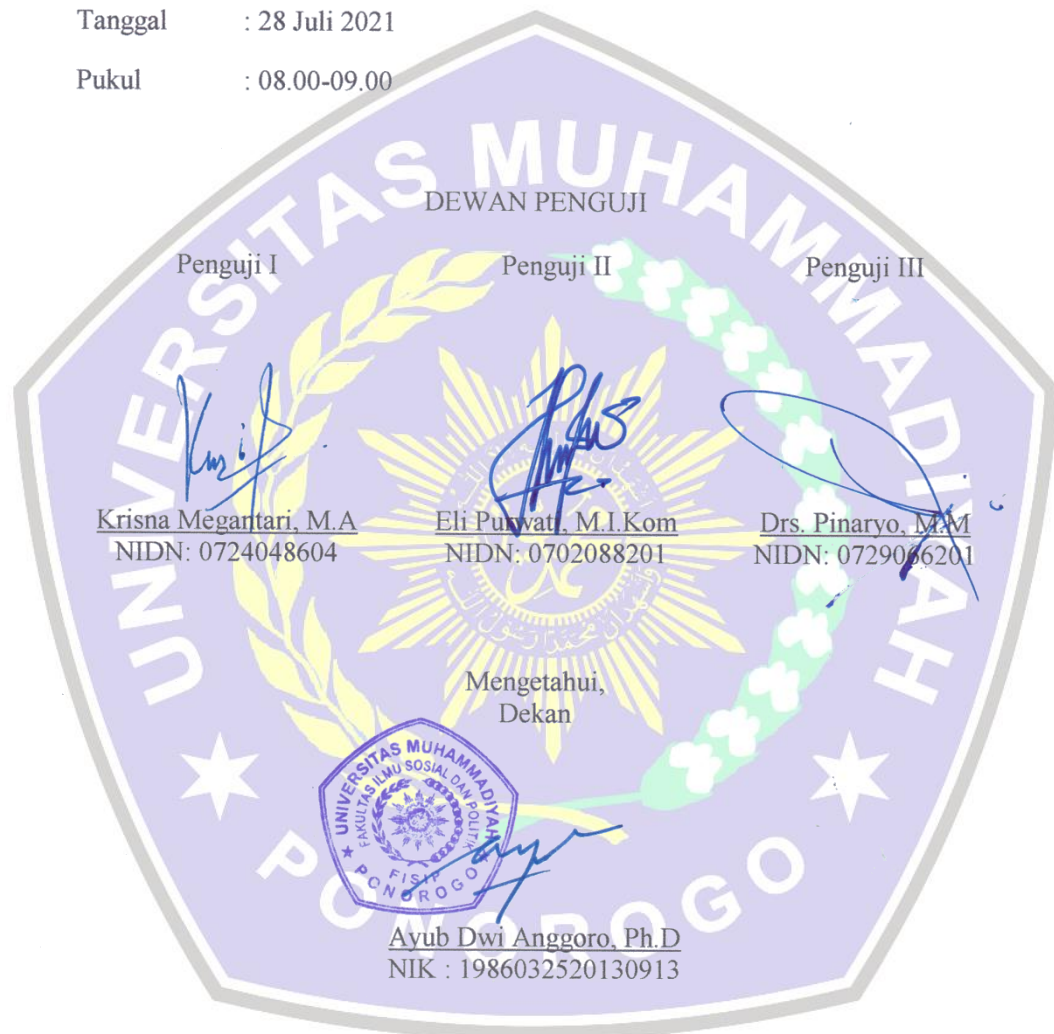 Tanggal : 28 Juli 2021
Pukul : 08.00-09.00
UNIVERSITAS MUHAMMADIYAH
PONOROGO
DEWAN PENGUJI
Penguji I Penguji II Penguji III
Krisna Megantari, M.A Eli Purwati, M.I.Kom Drs. Pinaryo, M.M
NIDN: 0724048604 NIDN: 0702088201 NIDN: 0729066201
Mengetahui,
Dekan
UNIVERSITAS MUHAMMADIYAH
FAKULTAS ILMU SOSIAL DAN POLITIK
FISIP
PONOROGO
Ayub Dwi Anggoro, Ph.D
NIK : 1986032520130913